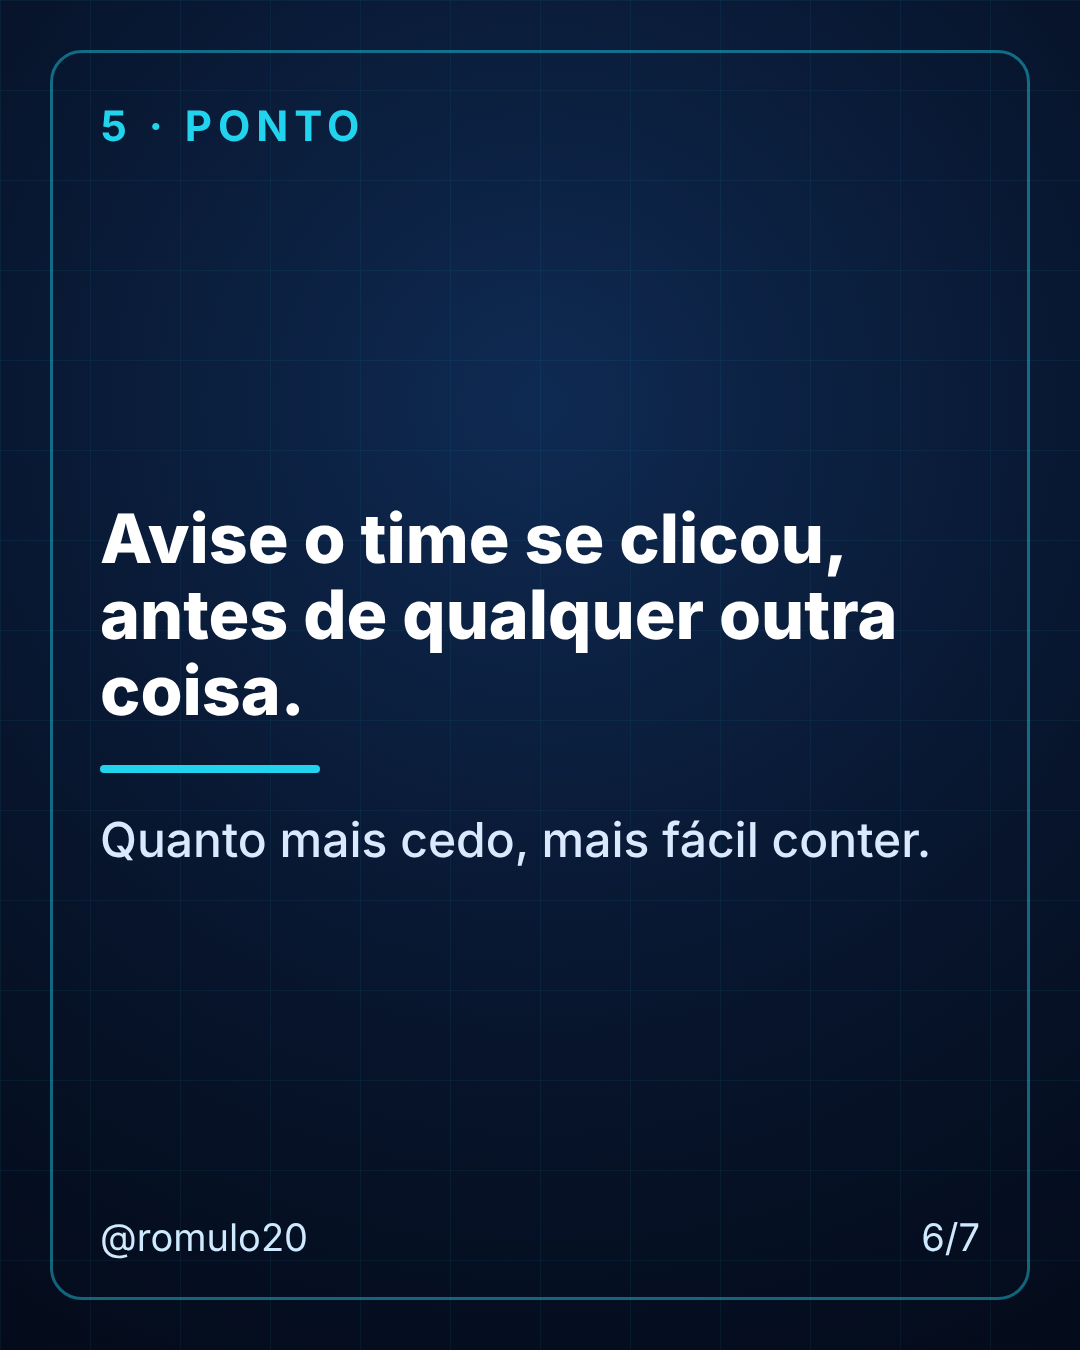 5 · PONTO
Avise o time se clicou,
antes de qualquer outra
coisa.
Quanto mais cedo, mais fácil conter.
@romulo20
6/7